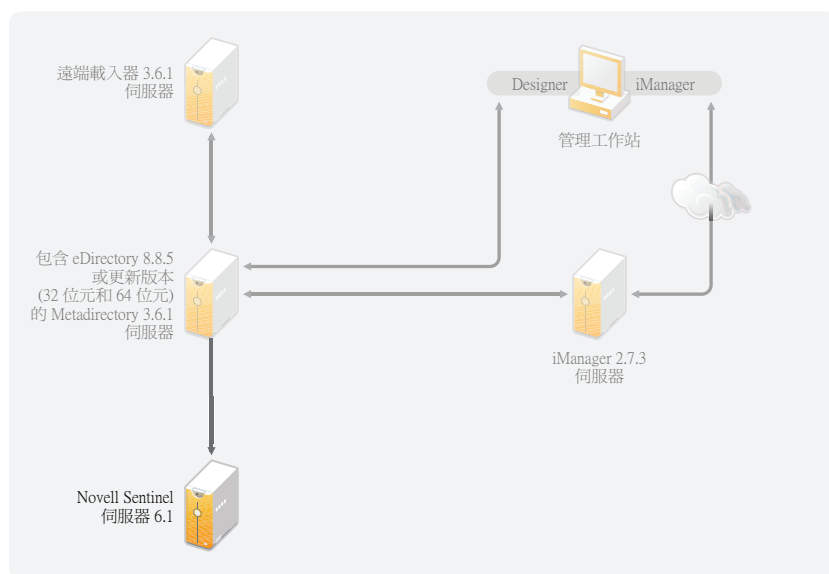 遠端載入器 3.6.1
伺服器
Designer
iManager
管理工作站
包含 eDirectory 8.8.5
或更新版本
(32 位元和 64 位元)
的 Metadirectory 3.6.1
伺服器
iManager 2.7.3
伺服器
Novell Sentinel
伺服器 6.1